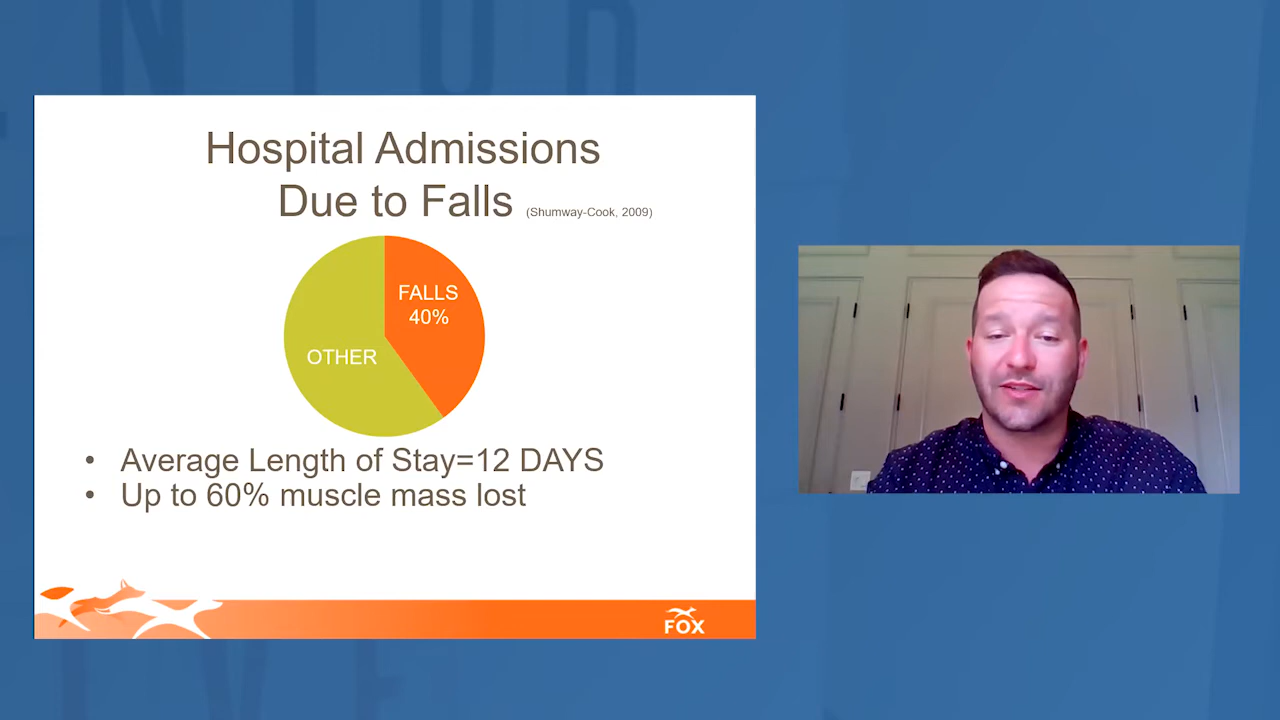 Hospital Admissions
Due to Falls (Shumway-Cook, 2009)
FALLS
40%
OTHER
• Average Length of Stay=12 DAYS
• Up to 60% muscle mass lost
FOX